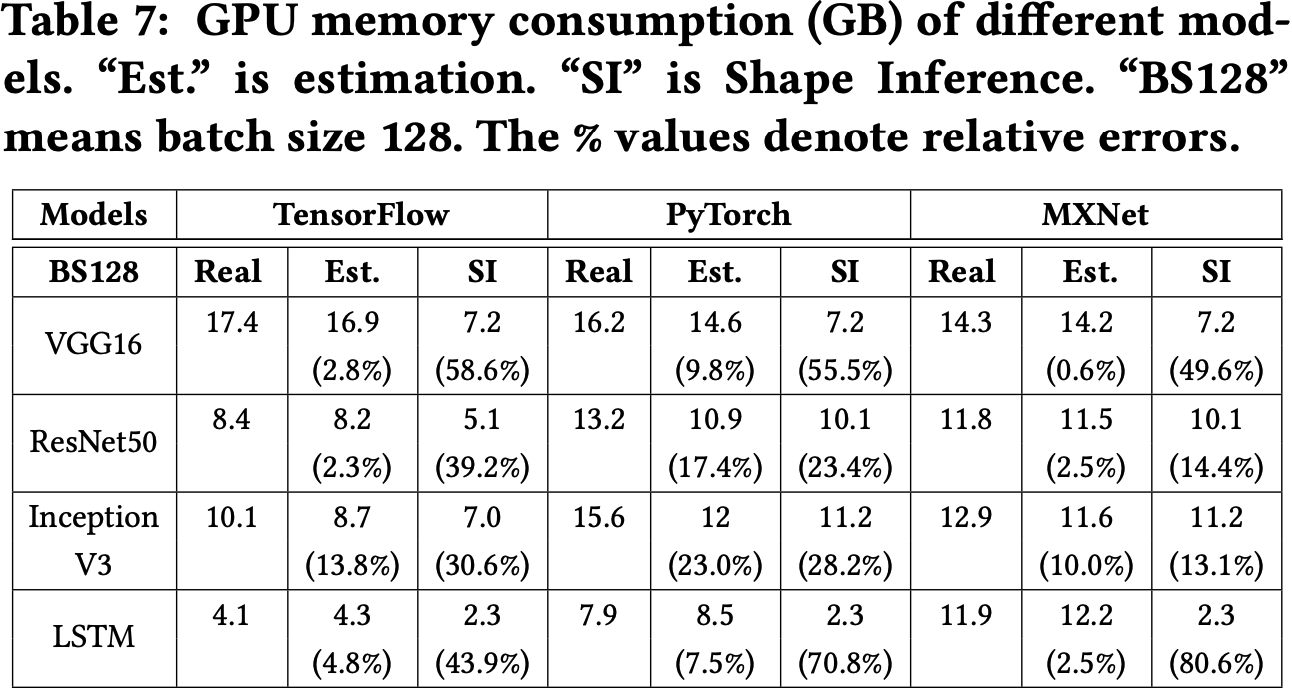 Table 7: GPU memory consumption (GB) of different mod-
els. “Est.” is estimation. “SI” is Shape Inference. “BS128”
means batch size 128. The % values denote relative errors.
Models TensorFlow PyTorch MXNet
BS128 Real Est. SI Real Est. SI Real Est. SI
VGG16 17.4 16.9 7.2 16.2 14.6 7.2 14.3 14.2 7.2
(2.8%) (58.6%) (9.8%) (55.5%) (0.6%) (49.6%)
ResNet50 8.4 8.2 5.1 13.2 10.9 10.1 11.8 11.5 10.1
(2.3%) (39.2%) (17.4%) (23.4%) (2.5%) (14.4%)
Inception 10.1 8.7 7.0 15.6 12 11.2 12.9 11.6 11.2
V3 (13.8%) (30.6%) (23.0%) (28.2%) (10.0%) (13.1%)
LSTM 4.1 4.3 2.3 7.9 8.5 2.3 11.9 12.2 2.3
(4.8%) (43.9%) (7.5%) (70.8%) (2.5%) (80.6%)